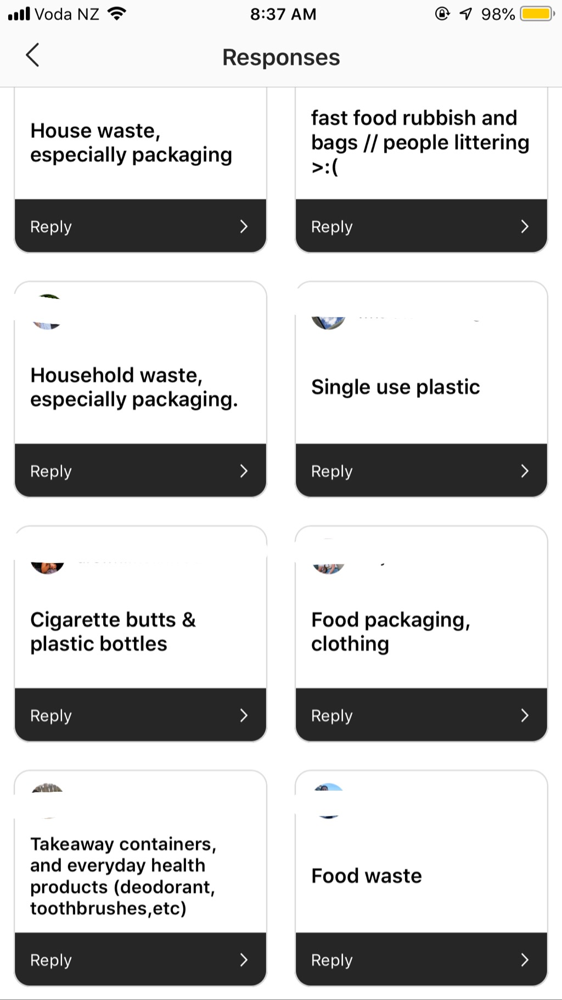 Voda NZ 8:37 AM 98%
Responses
House waste,
especially packaging
fast food rubbish and
bags // people littering
>:(
Reply
Reply
Household waste,
especially packaging.
Single use plastic
Reply
Reply
Cigarette butts &
plastic bottles
Food packaging,
clothing
Reply
Reply
Takeaway containers,
and everyday health
products (deodorant,
toothbrushes,etc)
Food waste
Reply
Reply